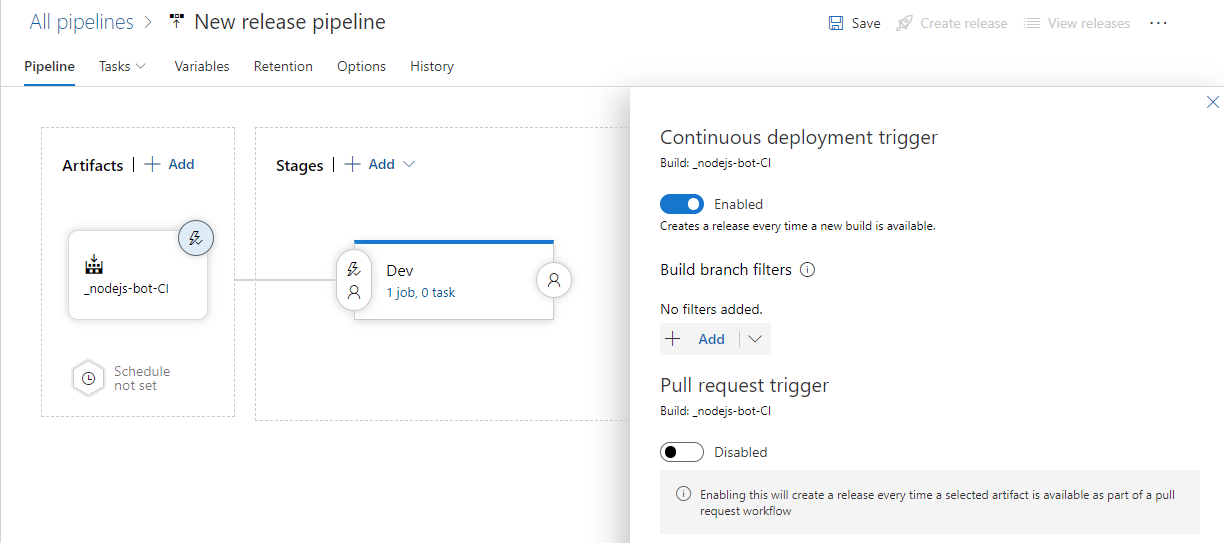 All pipelines > New release pipeline
Save Create release View releases ...
Pipeline Tasks Variables Retention Options History
Artifacts | + Add
Stages | + Add
_nodejs-bot-CI
Schedule
not set
Dev
1 job, 0 task
Continuous deployment trigger
Build: _nodejs-bot-CI
Enabled
Creates a release every time a new build is available.
Build branch filters
No filters added.
+ Add
Pull request trigger
Build: _nodejs-bot-CI
Disabled
Enabling this will create a release every time a selected artifact is available as part of a pull
request workflow